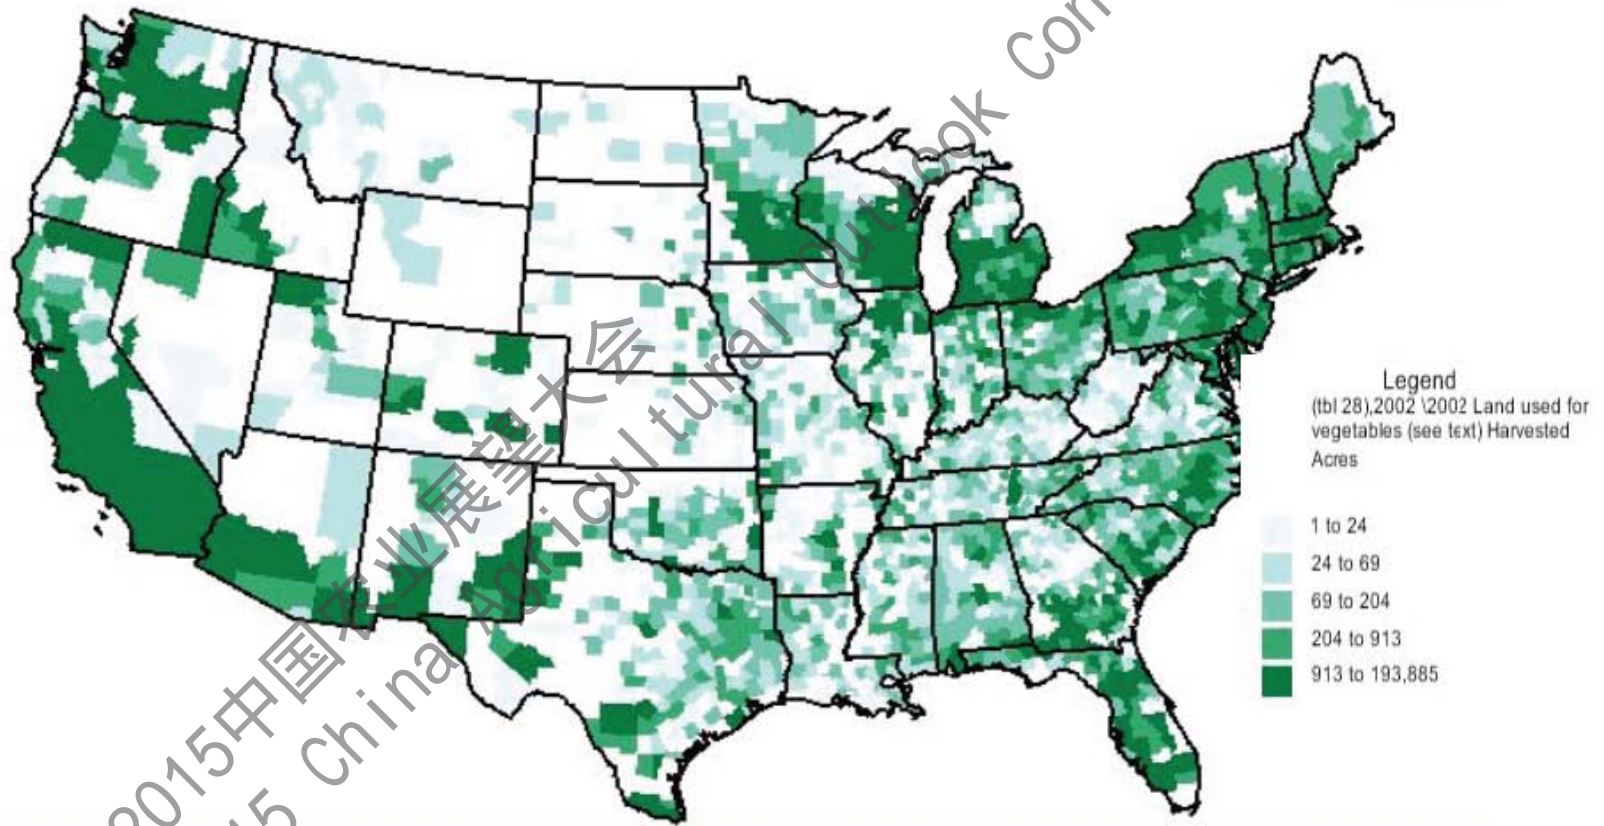 Legend
(tbl 28),2002 \2002 Land used for
vegetables (see text) Harvested
Acres
1 to 24
24 to 69
69 to 204
204 to 913
913 to 193,885
2015中国农业展望大会
15 China Agricultural Outlook Con